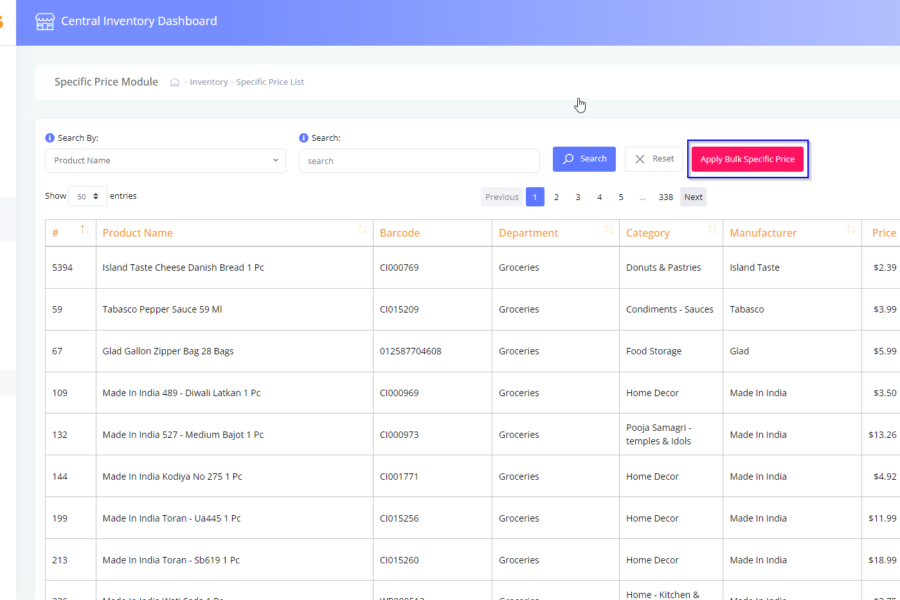 Central Inventory Dashboard
Specific Price Module - Inventory - Specific Price List
Search By: Search:
Product Name search Search Reset Apply Bulk Specific Price
Show 50 entries Previous 1 2 3 4 5 ... 338 Next
# Product Name Barcode Department Category Manufacturer Price
5394 Island Taste Cheese Danish Bread 1 Pc CI000769 Groceries Donuts & Pastries Island Taste $2.39
59 Tabasco Pepper Sauce 59 Ml CI015209 Groceries Condiments - Sauces Tabasco $3.99
67 Glad Gallon Zipper Bag 28 Bags 012587704608 Groceries Food Storage Glad $5.99
109 Made In India 489 - Diwali Latkan 1 Pc CI000969 Groceries Home Decor Made In India $3.50
132 Made In India 527 - Medium Bajot 1 Pc CI000973 Groceries Pooja Samagri - temples & Idols Made In India $13.26
144 Made In India Kodiya No 275 1 Pc CI001771 Groceries Home Decor Made In India $4.92
199 Made In India Toran - Ua445 1 Pc CI015256 Groceries Home Decor Made In India $11.99
213 Made In India Toran - Sb619 1 Pc CI015260 Groceries Home Decor Made In India $18.99
Home - Kitchen &